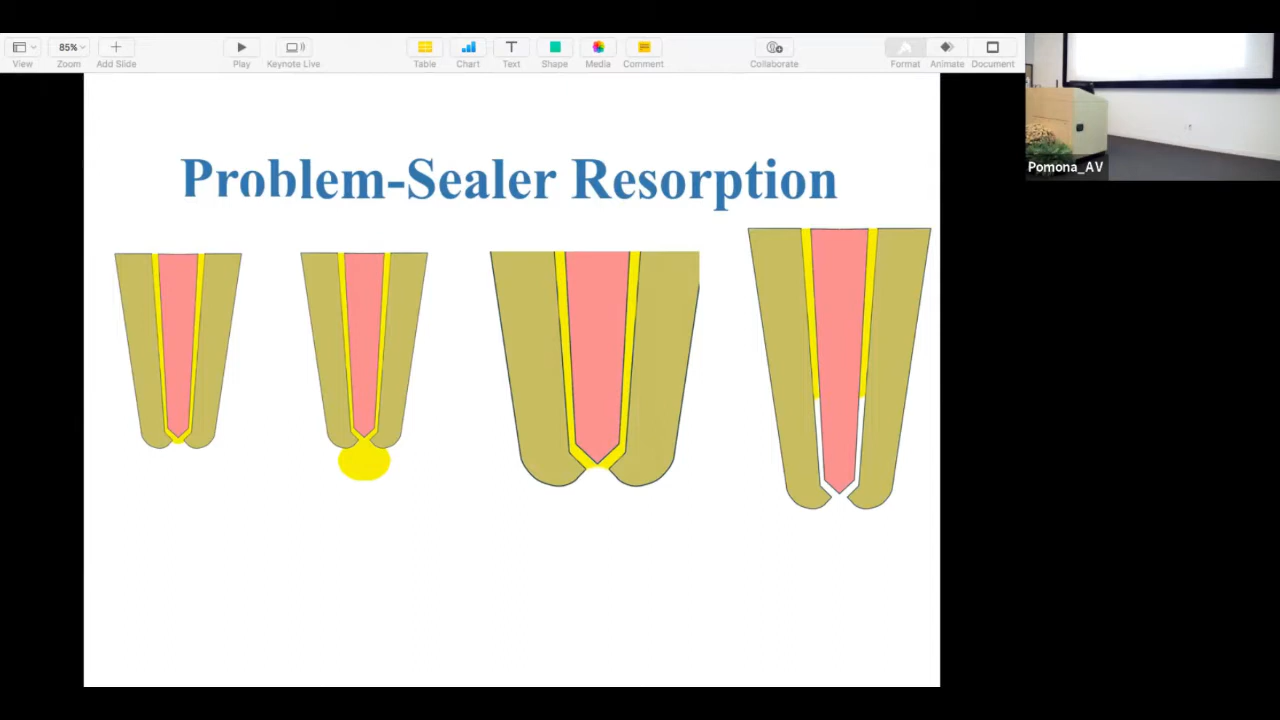 85%
View
Zoom
Add Slide
Play
Keynote Live
Table
Chart
Text
Shape
Media
Comment
Collaborate
Format
Animate
Document
Pomona_AV
Problem-Sealer Resorption